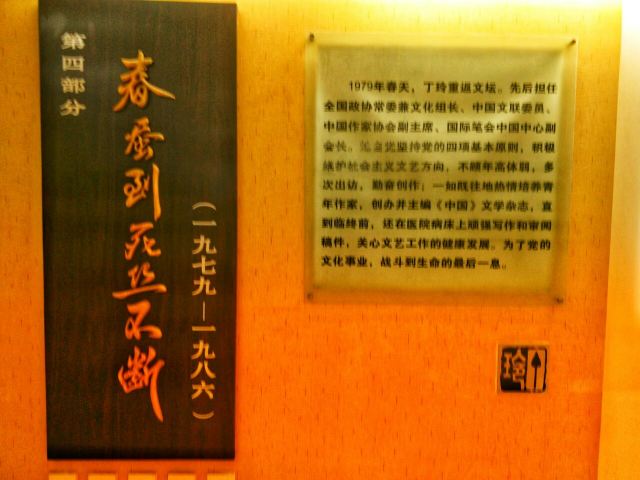 第四部分
春蚕到死丝不断
（一九七九—一九八六）
1979年春天，丁玲重返文坛。先后担任
全国政协常委兼文化组长、中国文联委员、
中国作家协会副主席、国际笔会中国中心副
会长。她坚持党的四项基本原则，积极
维护社会主义文艺方向，不顾年高体弱，多
次出访，勤奋创作；一如既往地热情培养青
年作家，创办并主编《中国》文学杂志，直
到临终前，还在医院病床上顽强写作和审阅
稿件，关心文艺工作的健康发展。为了党的
文化事业，战斗到生命的最后一息。
玲